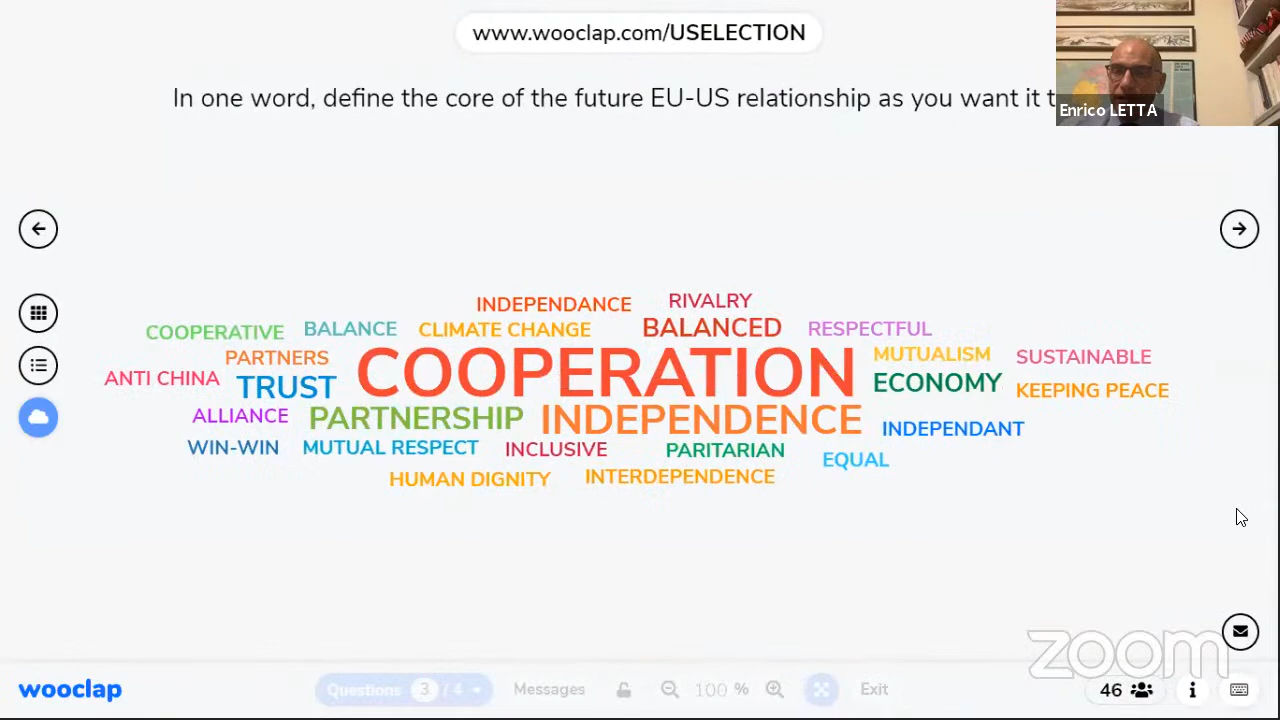 www.wooclap.com/USELECTION
In one word, define the core of the future EU-US relationship as you want it
Enrico LETTA
INDEPENDANCE RIVALRY
COOPERATIVE BALANCE CLIMATE CHANGE BALANCED RESPECTFUL
PARTNERS COOPERATION MUTUALISM SUSTAINABLE
ANTI CHINA TRUST ECONOMY KEEPING PEACE
ALLIANCE PARTNERSHIP INDEPENDENCE INDEPENDANT
WIN-WIN MUTUAL RESPECT INCLUSIVE PARITARIAN EQUAL
HUMAN DIGNITY INTERDEPENDENCE
zoom
wooclap Questions 3 / 4 Messages 100 % Exit 46